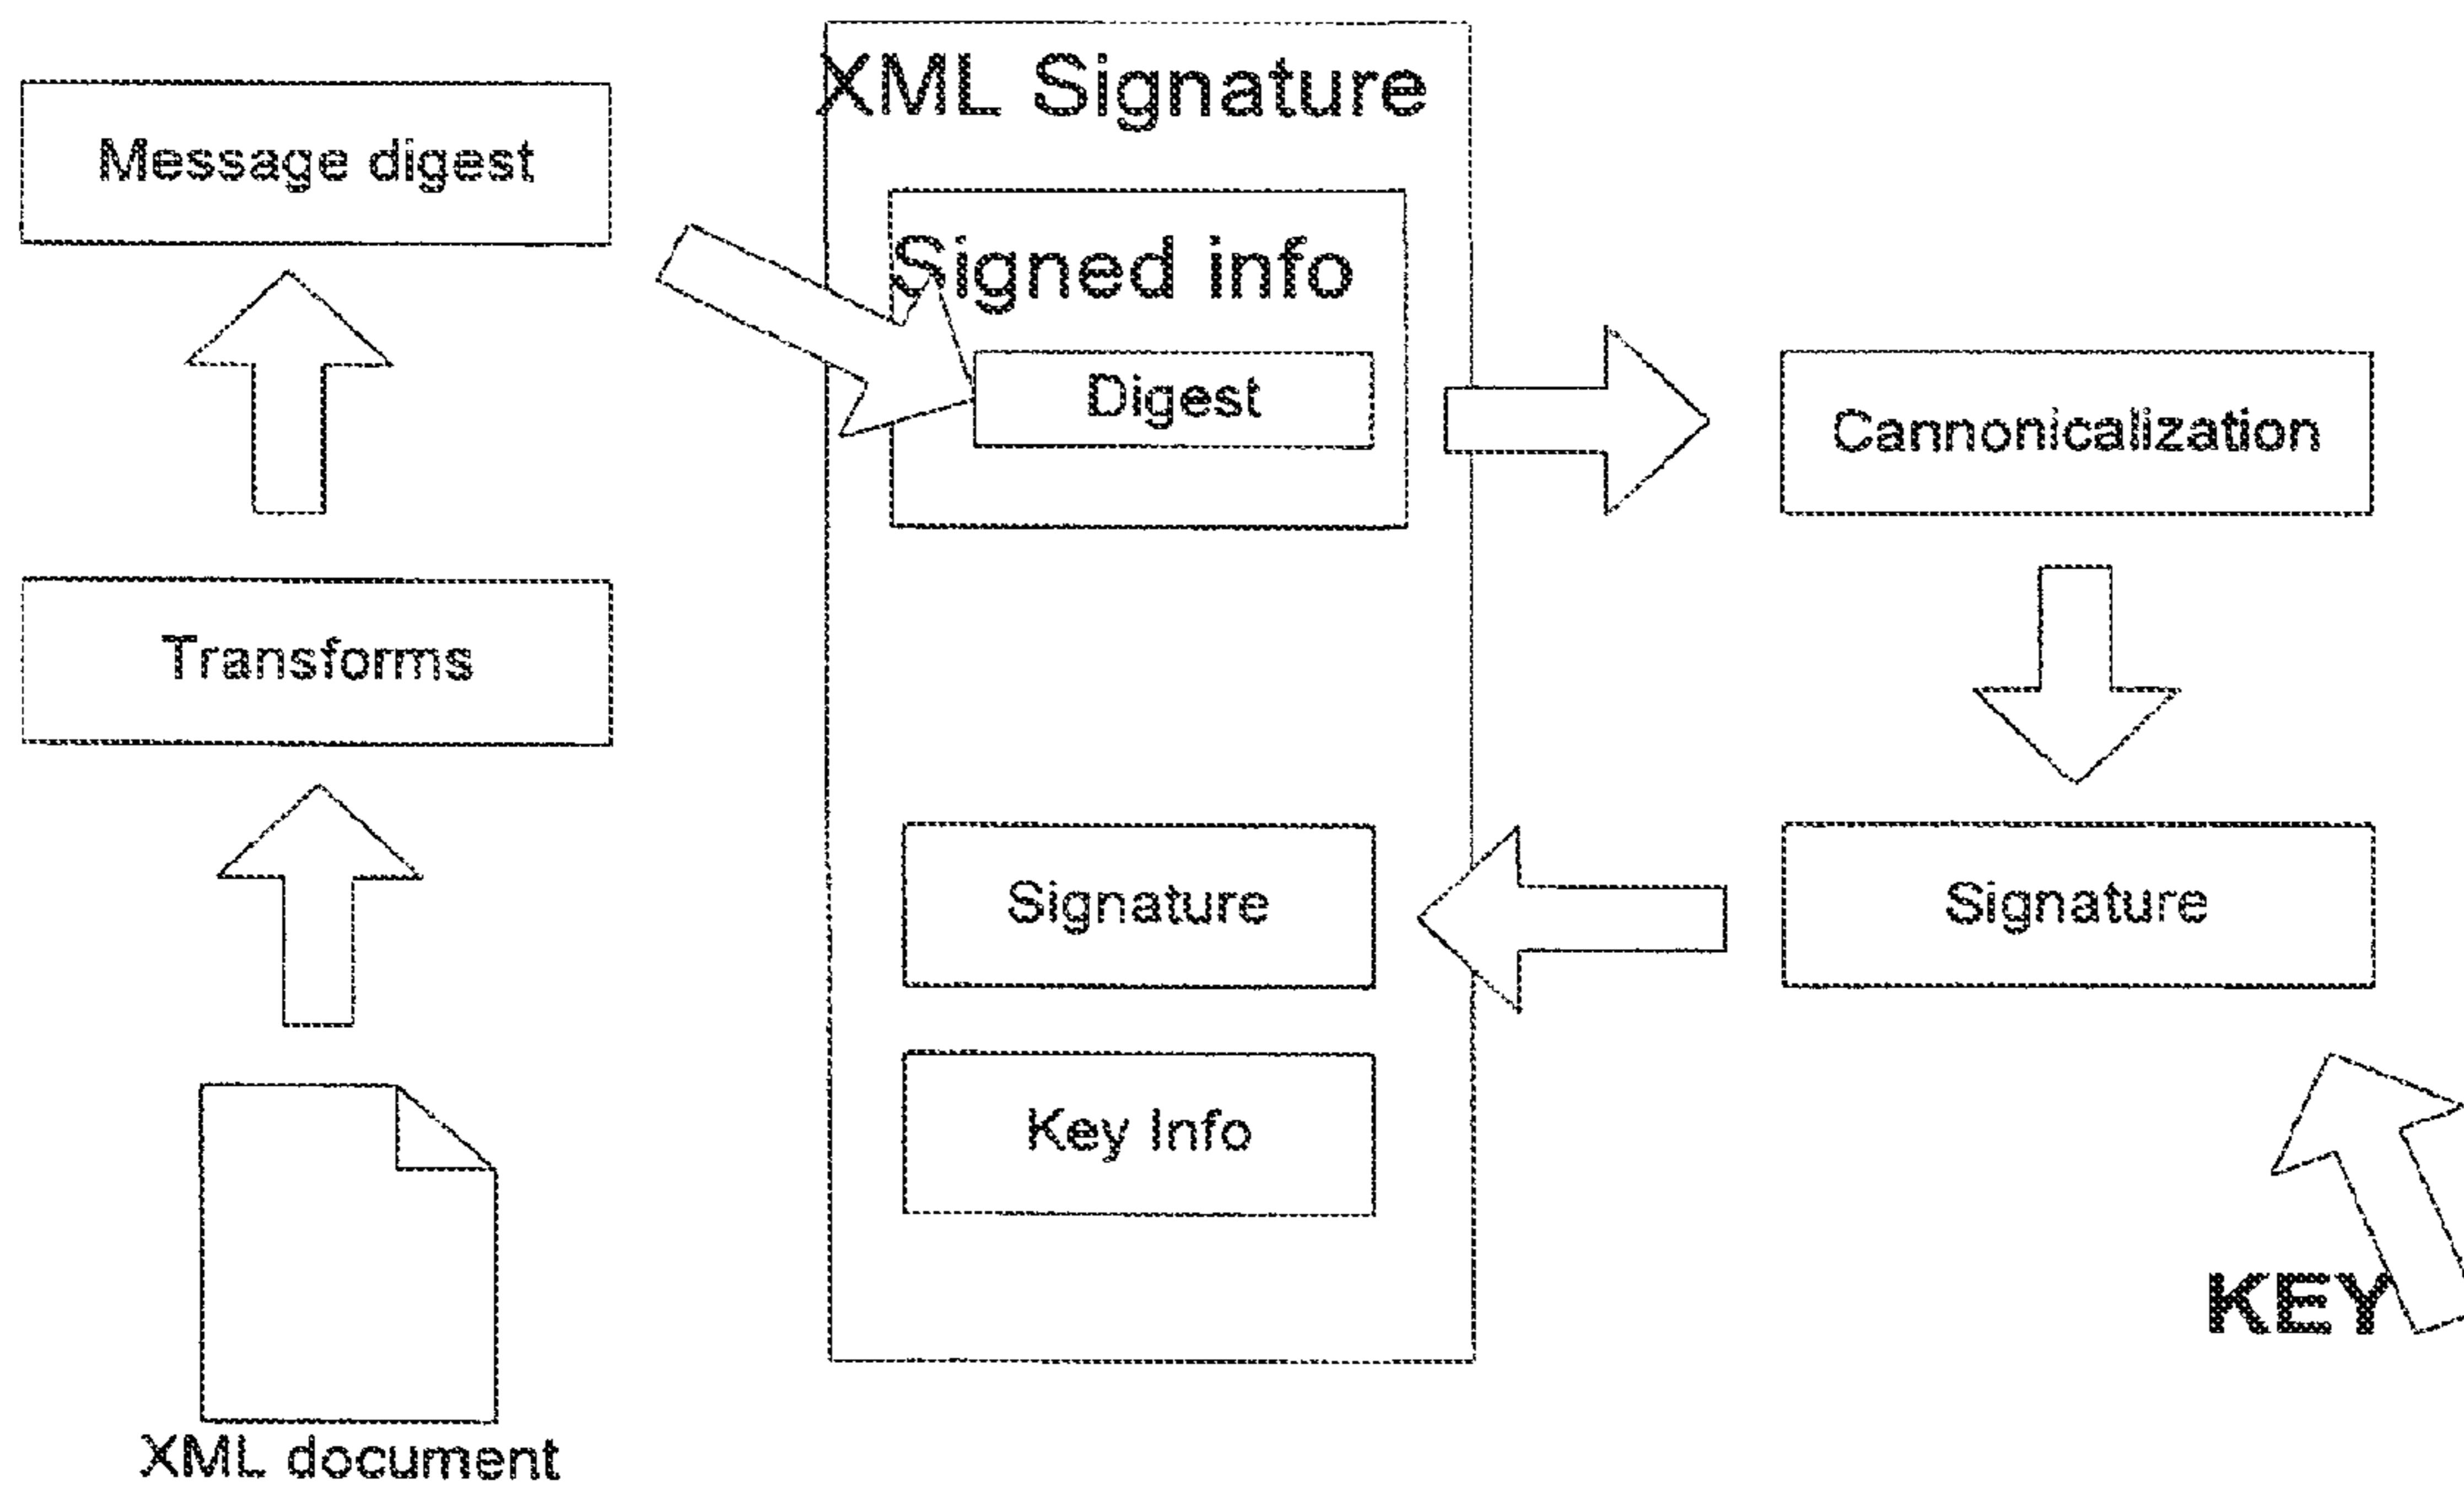 XML Signature
Message digest
Signed info
Digest
Cannonicalization
Transforms
Signature
Signature
Key Info
KEY
XML document